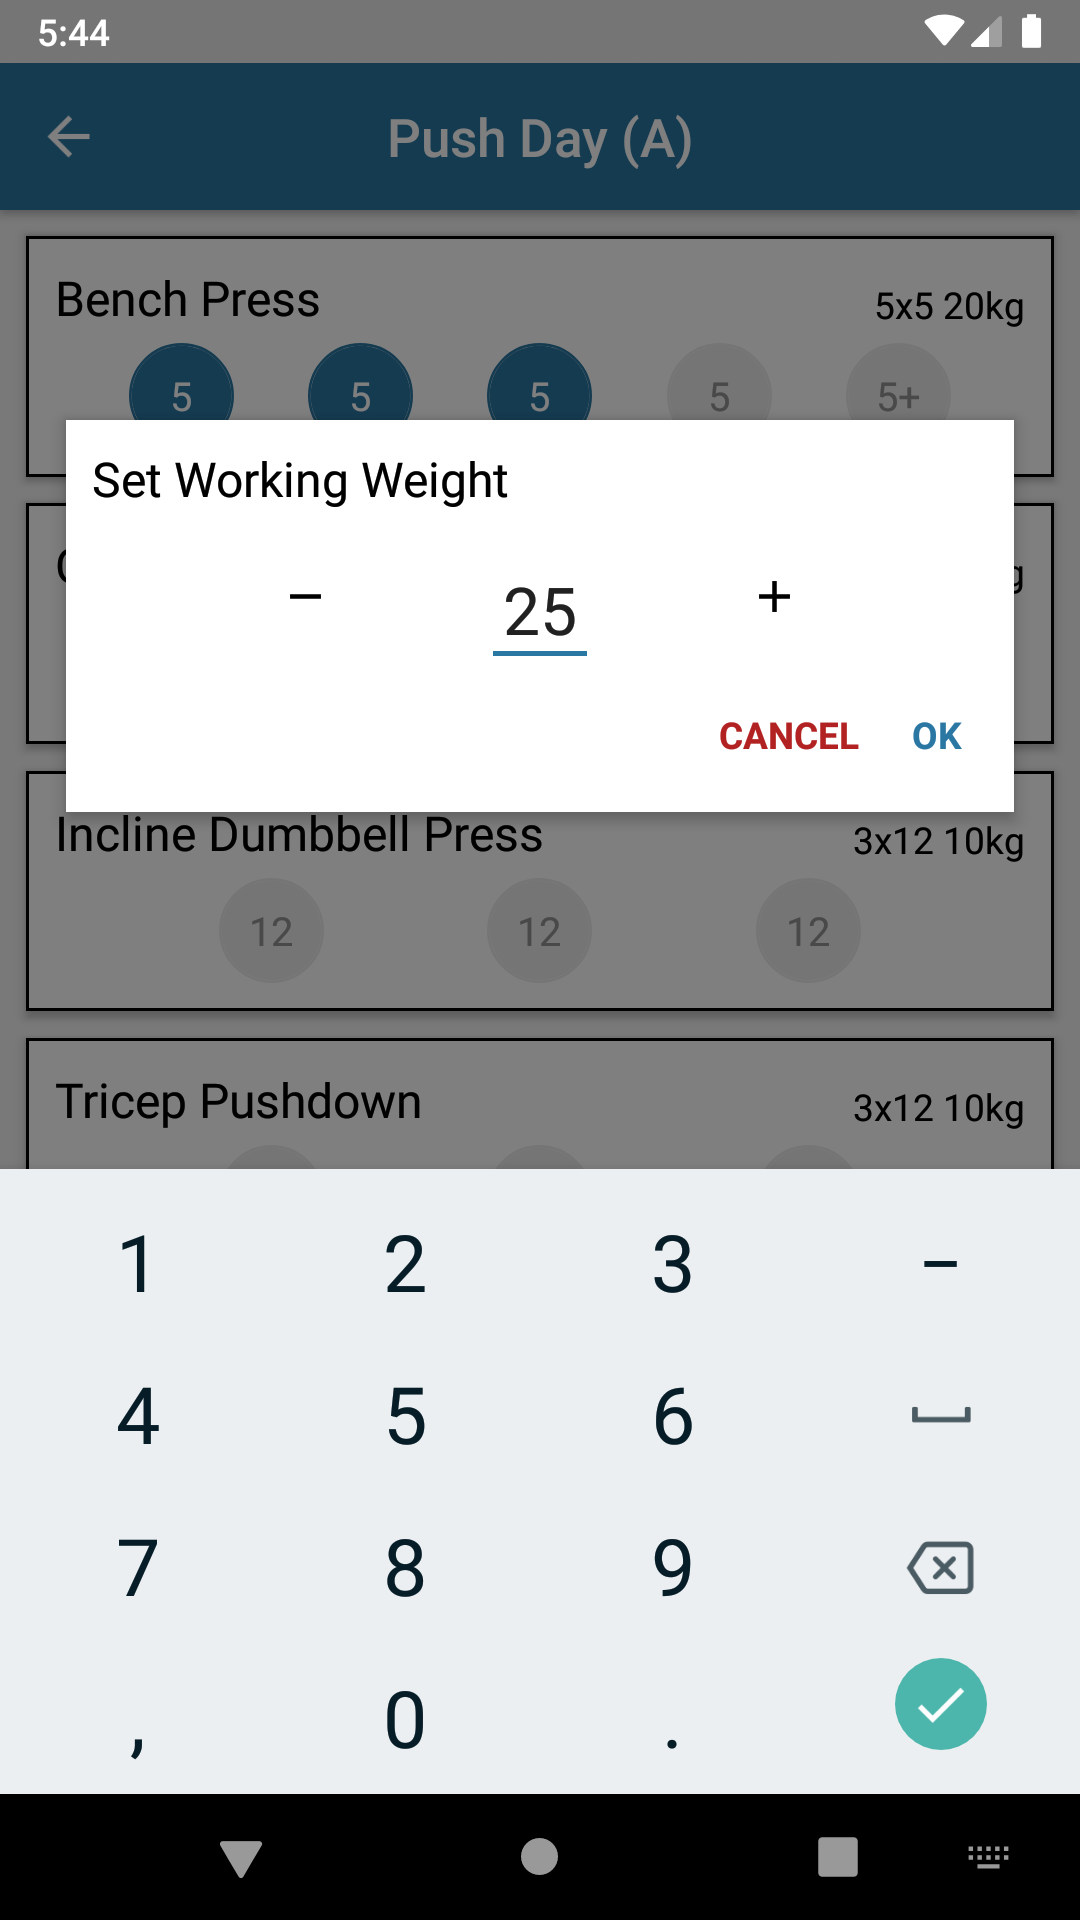 5:44
Push Day (A)
Bench Press
5x5 20kg
5 5 5 5 5+
Set Working Weight
− 25 +
CANCEL OK
Incline Dumbbell Press
3x12 10kg
12 12 12
Tricep Pushdown
3x12 10kg
1 2 3 −
4 5 6
7 8 9
, 0 .